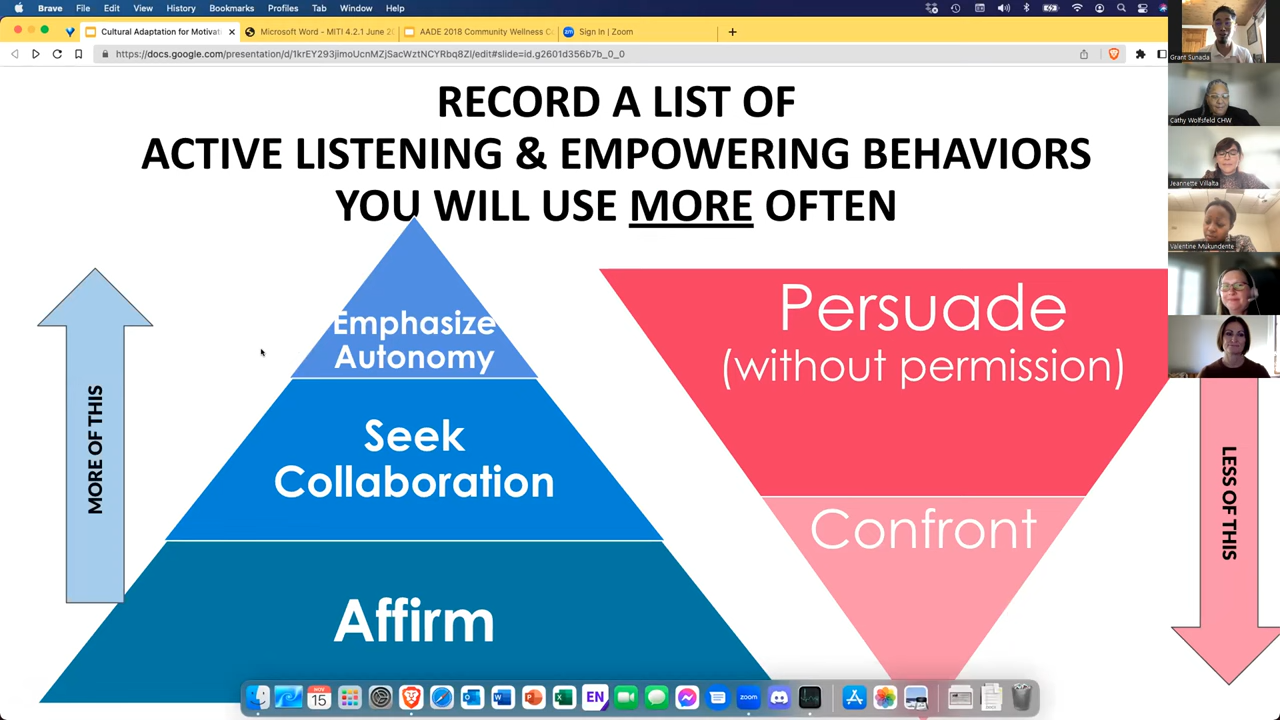 Brave File Edit View History Bookmarks Profiles Tab Window Help
Cultural Adaptation for Motivat
Microsoft Word - MITI 4.2.1 June 2
AADE 2018 Community Wellness C
Sign In | Zoom
https://docs.google.com/presentation/d/1krEY293jimoUcnMZjSacWztNCYRbq8ZI/edit#slide=id.g2601d356b7b_0_0
RECORD A LIST OF
ACTIVE LISTENING & EMPOWERING BEHAVIORS
YOU WILL USE MORE OFTEN
MORE OF THIS
Emphasize
Autonomy
Seek
Collaboration
Affirm
Persuade
(without permission)
Confront
LESS OF THIS
Grant Sunada
Cathy Wolfsfeld CHW
Jeannette Villalta
Valentine Mukundente
NOV
15
EN
zoom